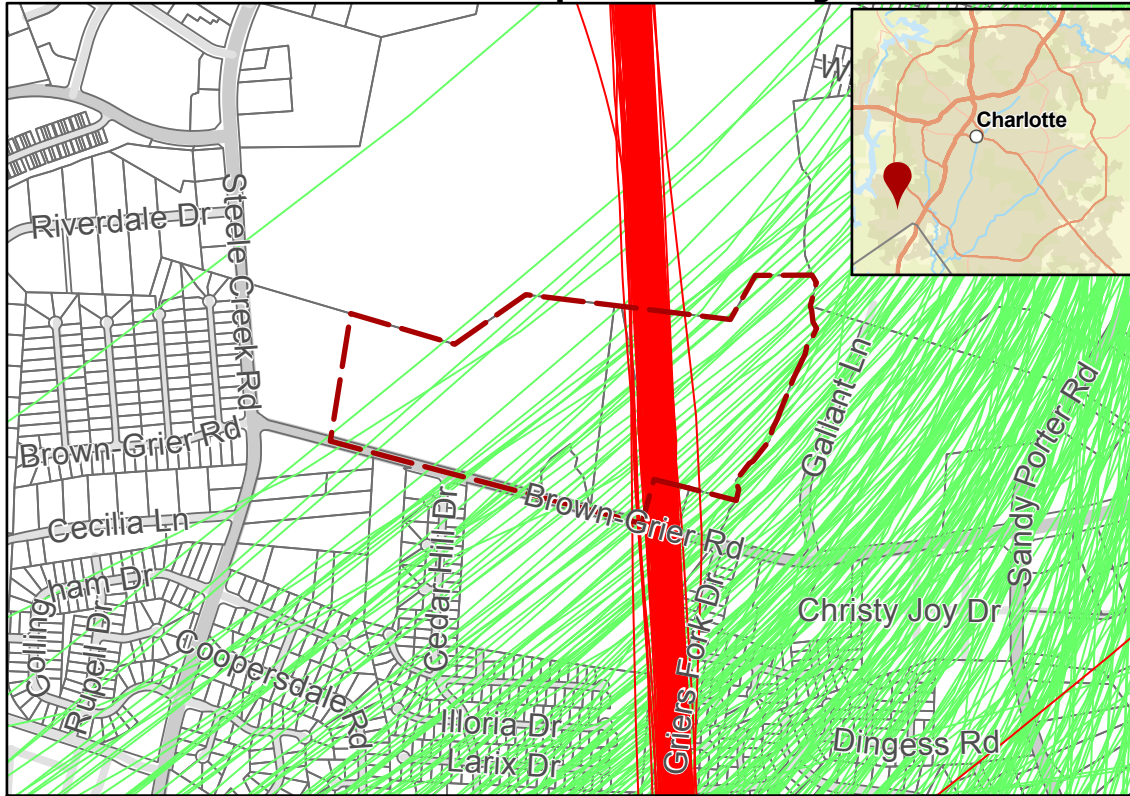 W
Charlotte
Riverdale Dr
Steele Creek Rd
Gallant Ln
Sandy Porter Rd
Brown-Grier Rd
Brown-Grier Rd
Cecilia Ln
Cedar Hill Dr
ham Dr
Colling
Rupell Dr
Coopersdale Rd
Griers Fork Dr
Christy Joy Dr
Illoria Dr
Larix Dr
Dingess Rd